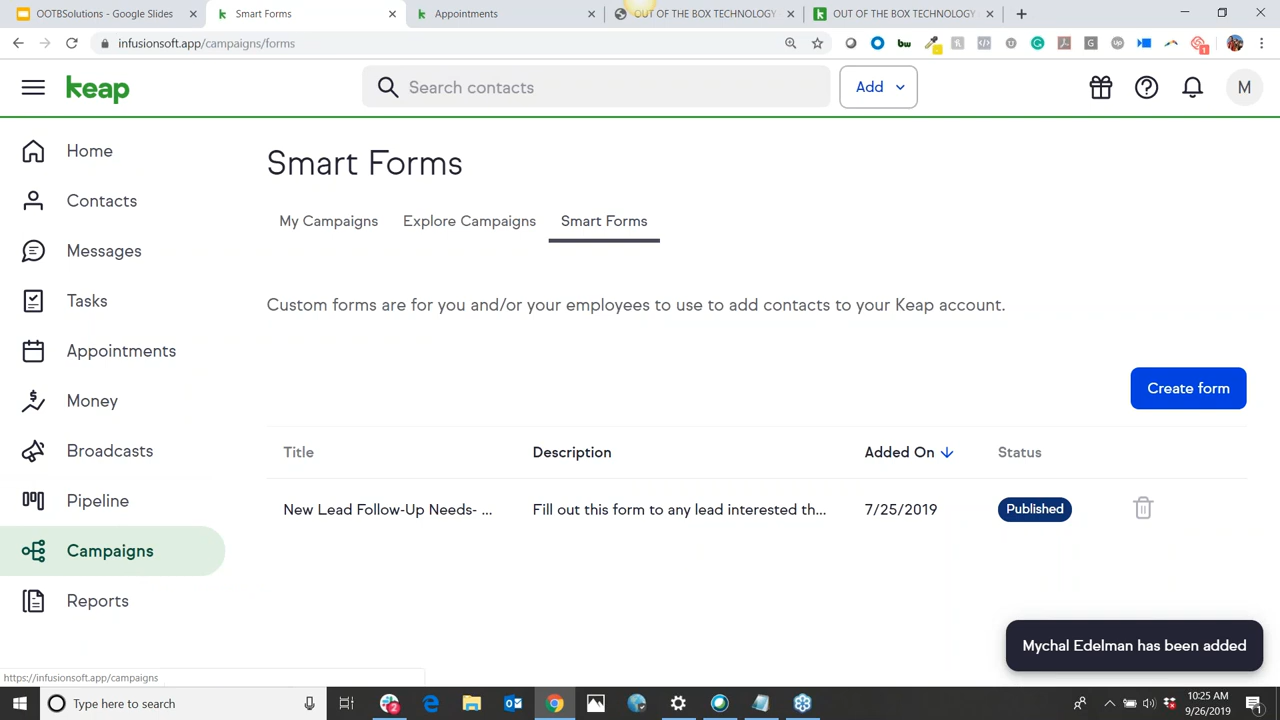 OOTBSolutions - Google Slides
Smart Forms
Appointments
OUT OF THE BOX TECHNOLOGY
OUT OF THE BOX TECHNOLOGY
infusionsoft.app/campaigns/forms
keap
Search contacts
Add
M
Home
Contacts
Messages
Tasks
Appointments
Money
Broadcasts
Pipeline
Campaigns
Reports
Smart Forms
My Campaigns Explore Campaigns Smart Forms
Custom forms are for you and/or your employees to use to add contacts to your Keap account.
Create form
Title Description Added On Status
New Lead Follow-Up Needs- ... Fill out this form to any lead interested th... 7/25/2019 Published
Mychal Edelman has been added
https://infusionsoft.app/campaigns
Type here to search
10:25 AM
9/26/2019